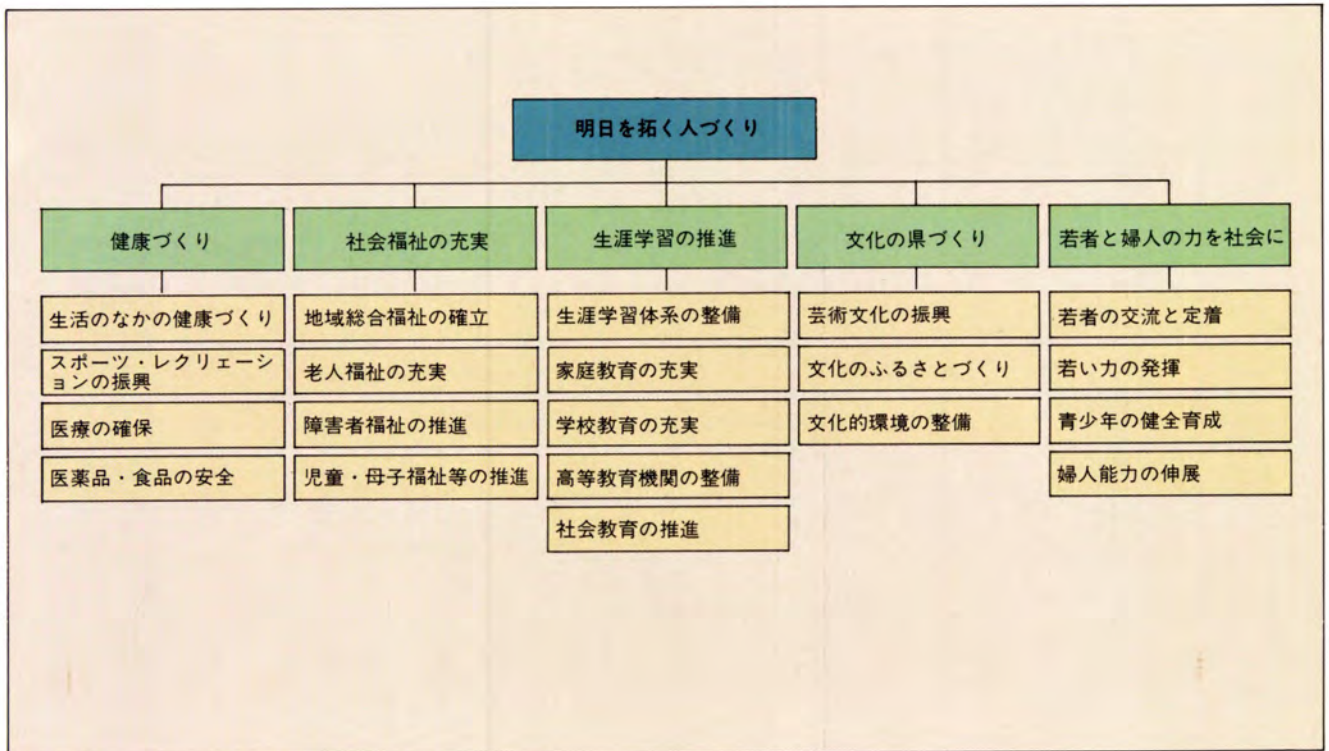 明日を拓く人づくり
健康づくり
生活のなかの健康づくり
スポーツ・レクリェーシ
ョンの振興
医療の確保
医薬品・食品の安全
社会福祉の充実
地域総合福祉の確立
老人福祉の充実
障害者福祉の推進
児童・母子福祉等の推進
生涯学習の推進
生涯学習体系の整備
家庭教育の充実
学校教育の充実
高等教育機関の整備
社会教育の推進
文化の県づくり
芸術文化の振興
文化のふるさとづくり
文化的環境の整備
若者と婦人の力を社会に
若者の交流と定着
若い力の発揮
青少年の健全育成
婦人能力の伸展